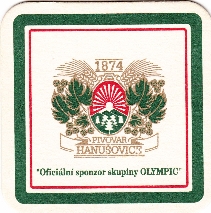 1874
PIVOVAR
HANUŠOVICE
"Oficiální sponzor skupiny OLYMPIC"